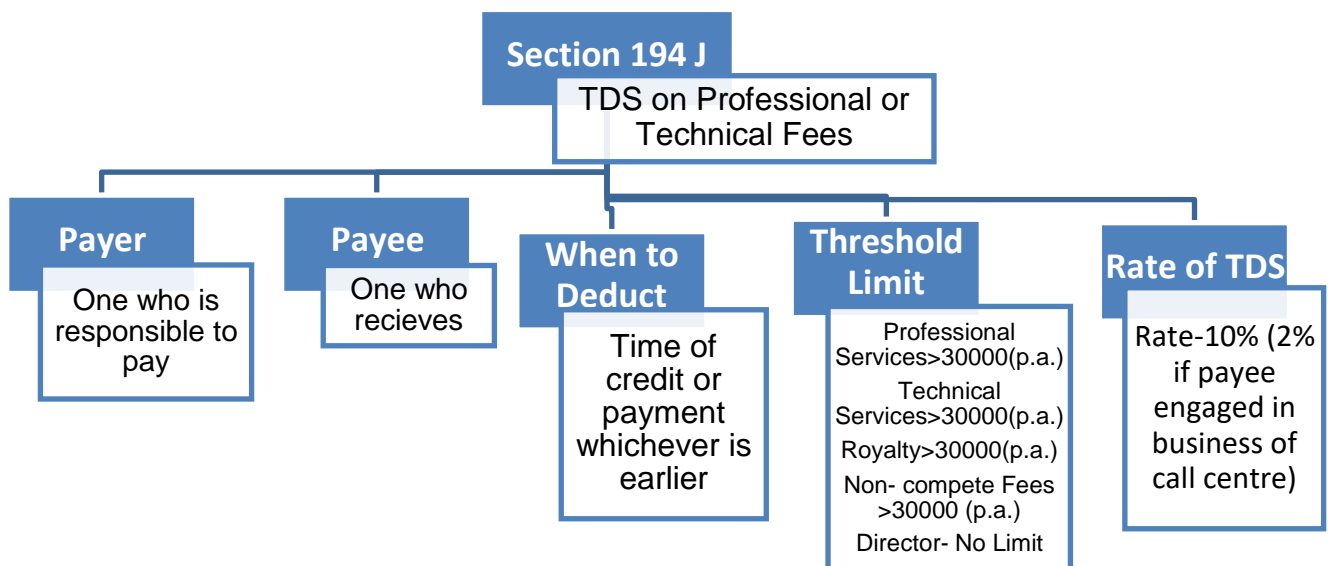 Section 194 J
TDS on Professional or
Technical Fees
Payer
One who is
responsible to
pay
Payee
One who
recieves
When to
Deduct
Time of
credit or
payment
whichever is
earlier
Threshold
Limit
Professional
Services>30000(p.a.)
Technical
Services>30000(p.a.)
Royalty>30000(p.a.)
Non- compete Fees
>30000 (p.a.)
Director- No Limit
Rate of TDS
Rate-10% (2%
if payee
engaged in
business of
call centre)